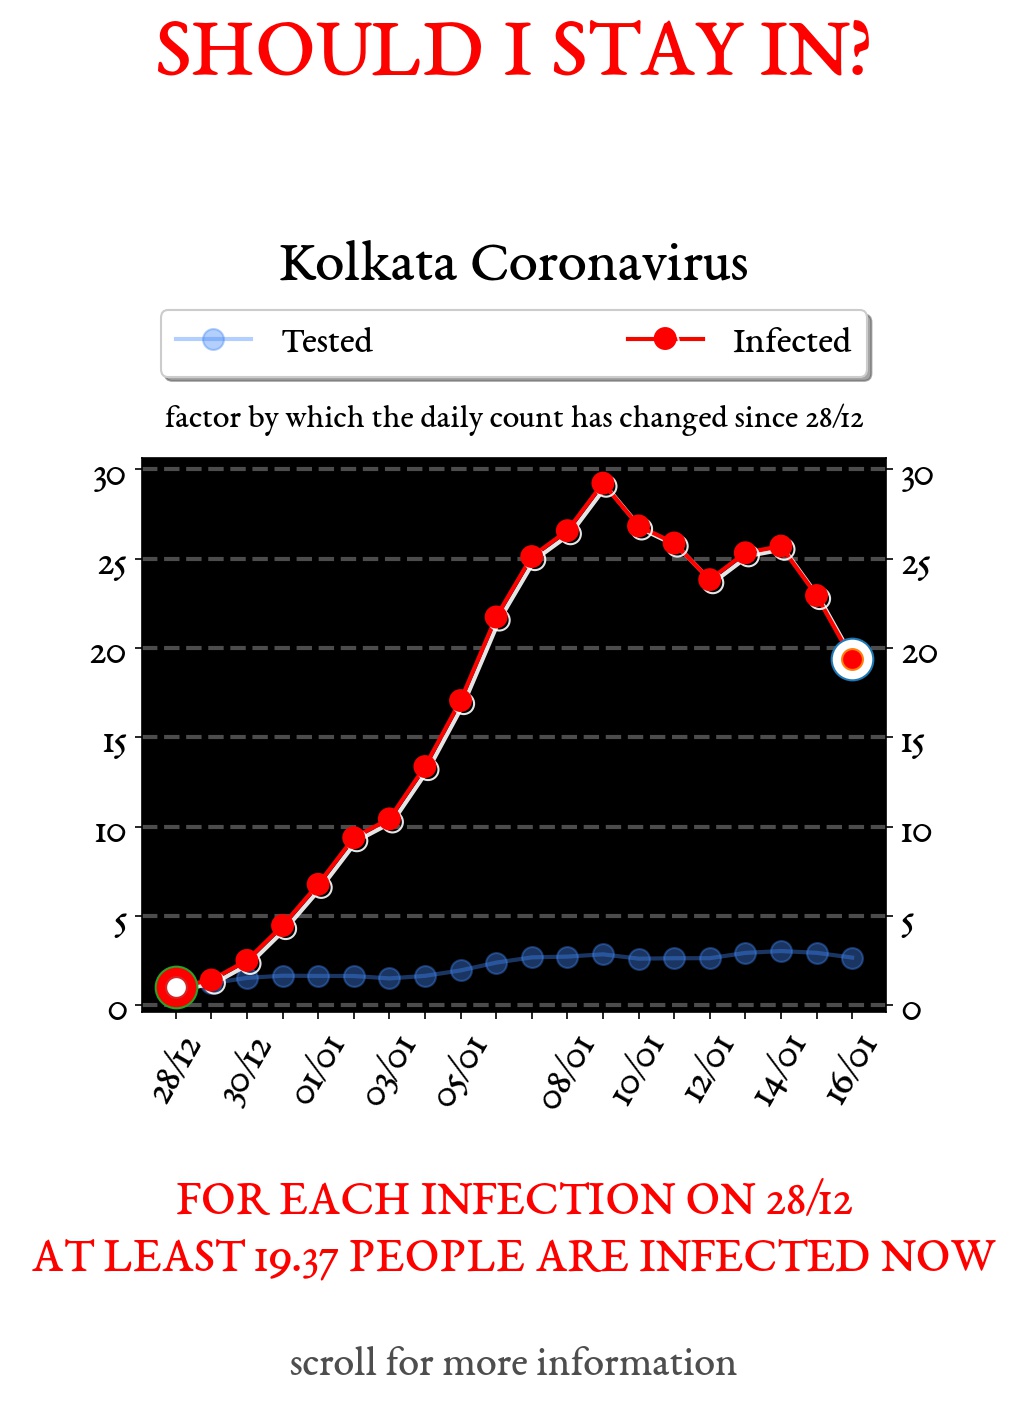 SHOULD I STAY IN?
Kolkata Coronavirus
Tested Infected
factor by which the daily count has changed since 28/12
30 30
25 25
20 20
15 15
10 10
5 5
0 0
28/12 30/12 01/01 03/01 05/01 08/01 10/01 12/01 14/01 16/01
FOR EACH INFECTION ON 28/12
AT LEAST 19.37 PEOPLE ARE INFECTED NOW
scroll for more information